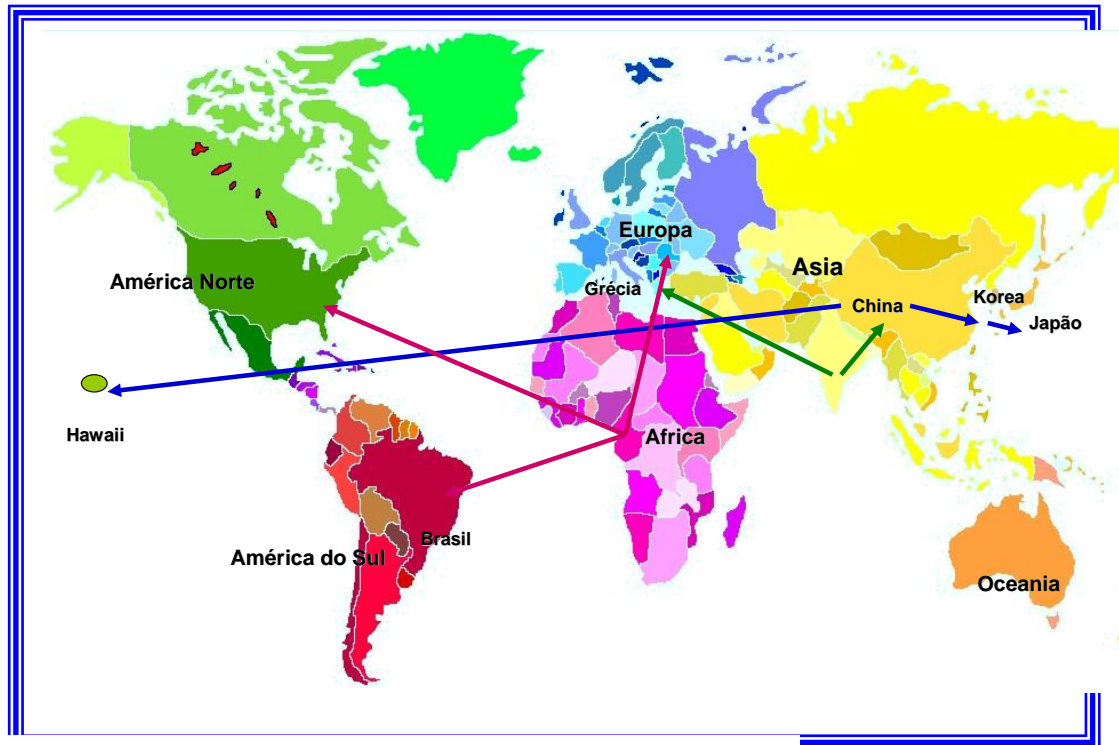 Europa
Asia
América Norte
Grécia
Korea
China
Japão
Hawaii
Africa
Brasil
América do Sul
Oceania